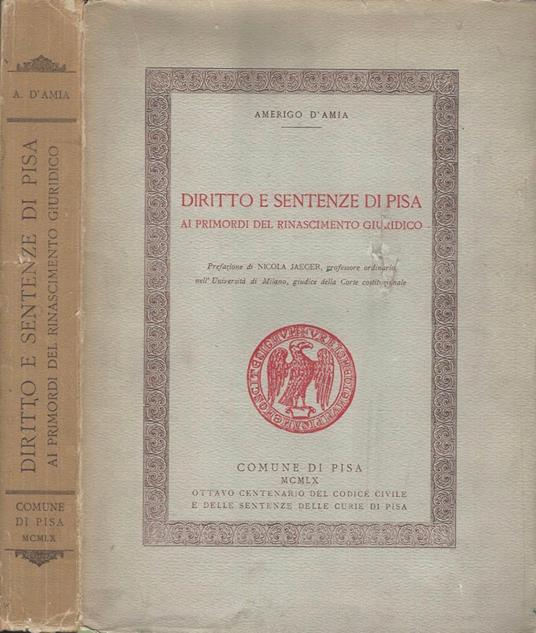 A. D'AMIA
DIRITTO E SENTENZE DI PISA
AI PRIMORDI DEL RINASCIMENTO GIURIDICO
COMUNE
DI PISA
MCMLX
AMERIGO D'AMIA
DIRITTO E SENTENZE DI PISA
AI PRIMORDI DEL RINASCIMENTO GIURIDICO
Prefazione di NICOLA JAEGER, professore ordinario
nell'Università di Milano, giudice della Corte costituzionale
COMUNE DI PISA
MCMLX
OTTAVO CENTENARIO DEL CODICE CIVILE
E DELLE SENTENZE DELLE CURIE DI PISA